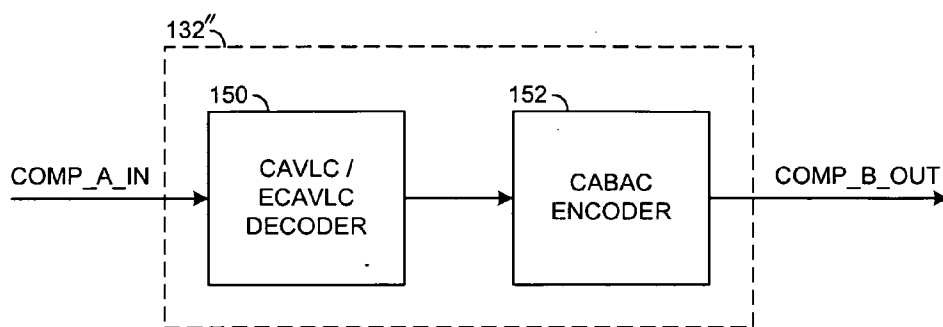 132″
150
152
COMP_A_IN
CAVLC /
ECAVLC
DECODER
CABAC
ENCODER
COMP_B_OUT